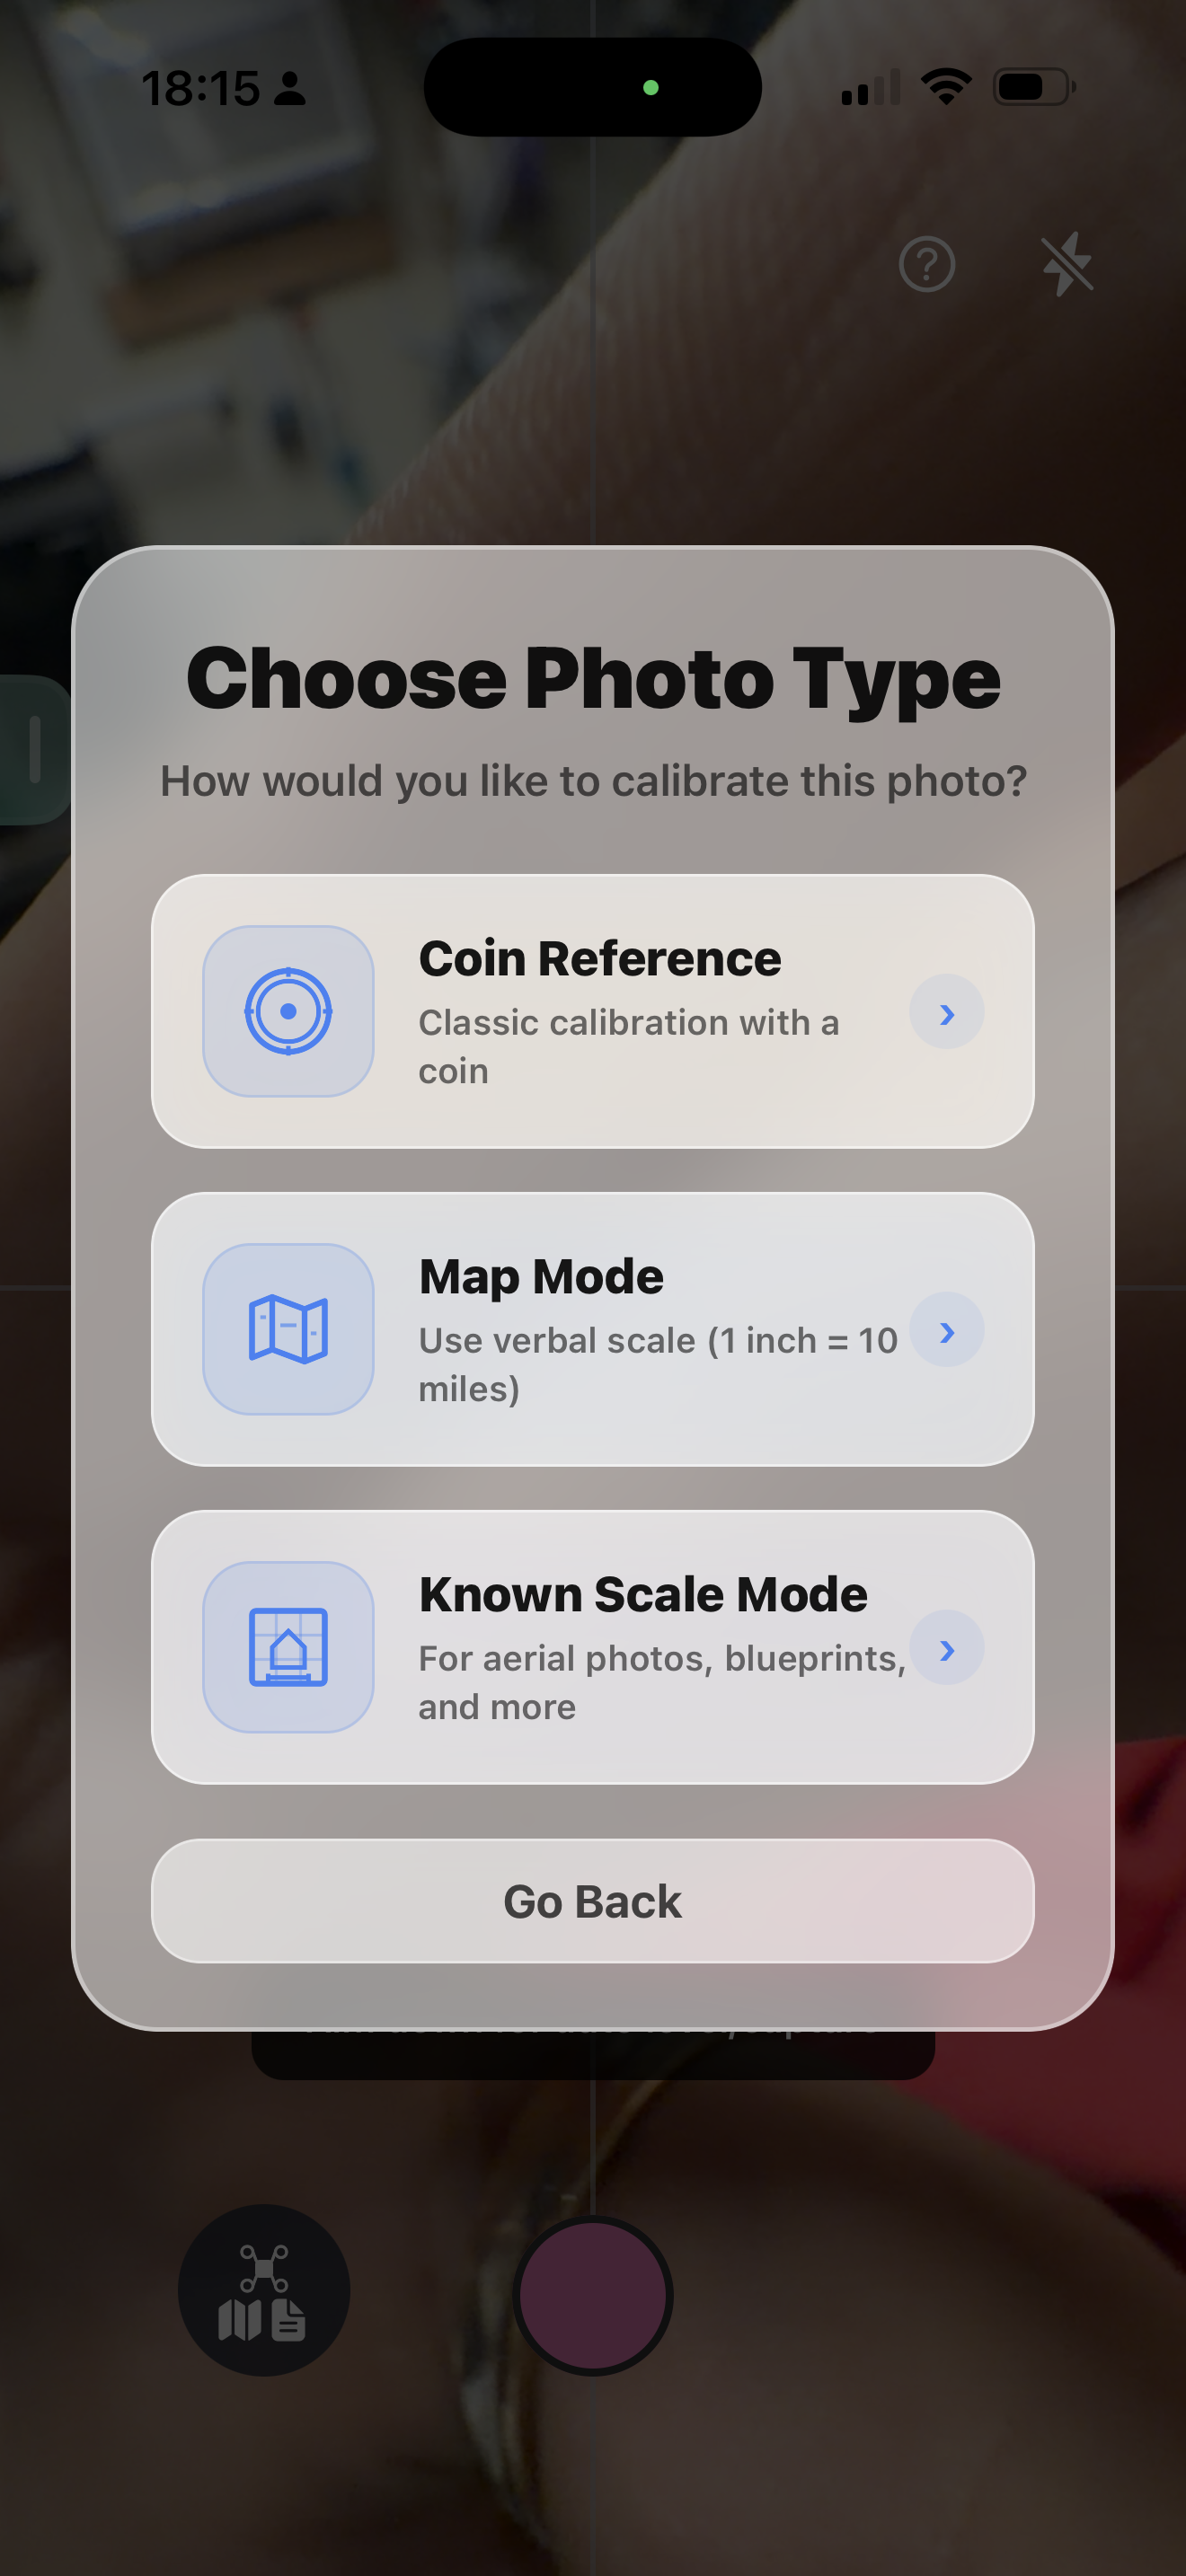 18:15
Choose Photo Type
How would you like to calibrate this photo?
Coin Reference
Classic calibration with a
coin
Map Mode
Use verbal scale (1 inch = 10
miles)
Known Scale Mode
For aerial photos, blueprints,
and more
Go Back